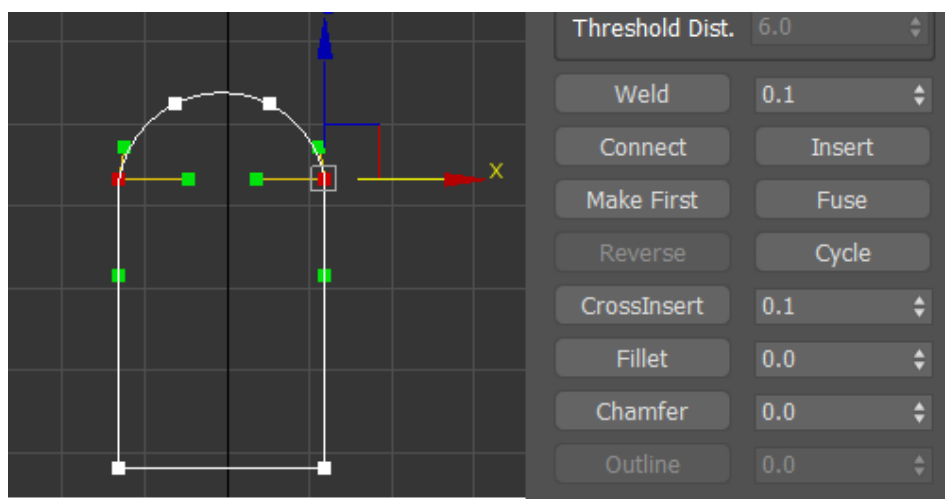 Threshold Dist. 6.0
Weld 0.1
Connect Insert
Make First Fuse
Reverse Cycle
CrossInsert 0.1
Fillet 0.0
Chamfer 0.0
Outline 0.0
x